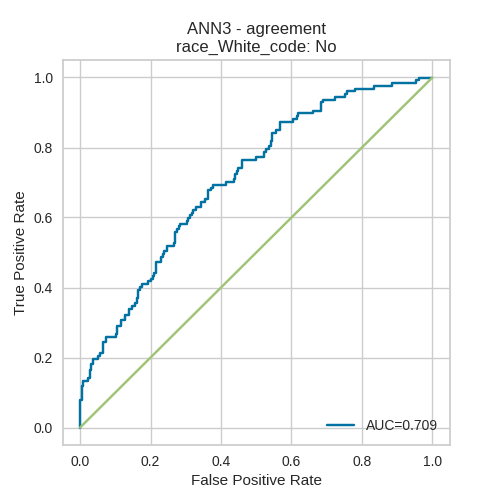 ANN3 - agreement
race_White_code: No
True Positive Rate
1.0
0.8
0.6
0.4
0.2
0.0
AUC=0.709
0.0 0.2 0.4 0.6 0.8 1.0
False Positive Rate